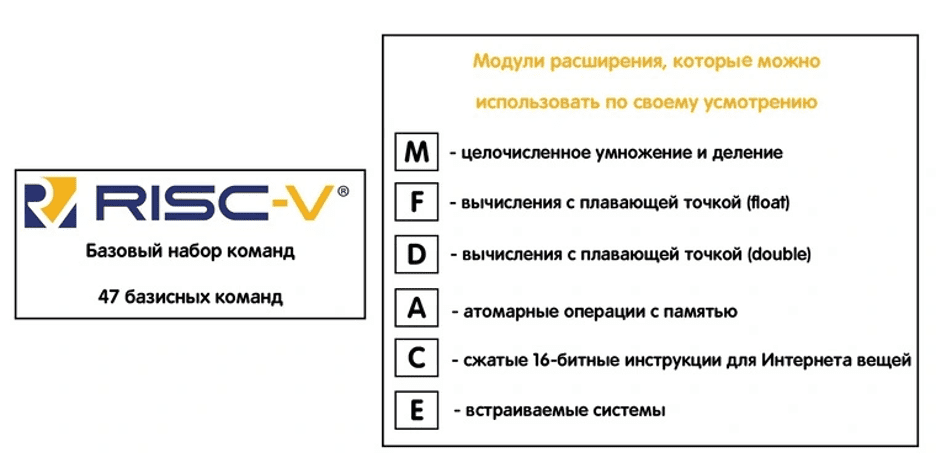 RISC-V®
Базовый набор команд
47 базисных команд
Модули расширения, которые можно
использовать по своему усмотрению
M - целочисленное умножение и деление
F - вычисления с плавающей точкой (float)
D - вычисления с плавающей точкой (double)
A - атомарные операции с памятью
C - сжатые 16-битные инструкции для Интернета вещей
E - встраиваемые системы